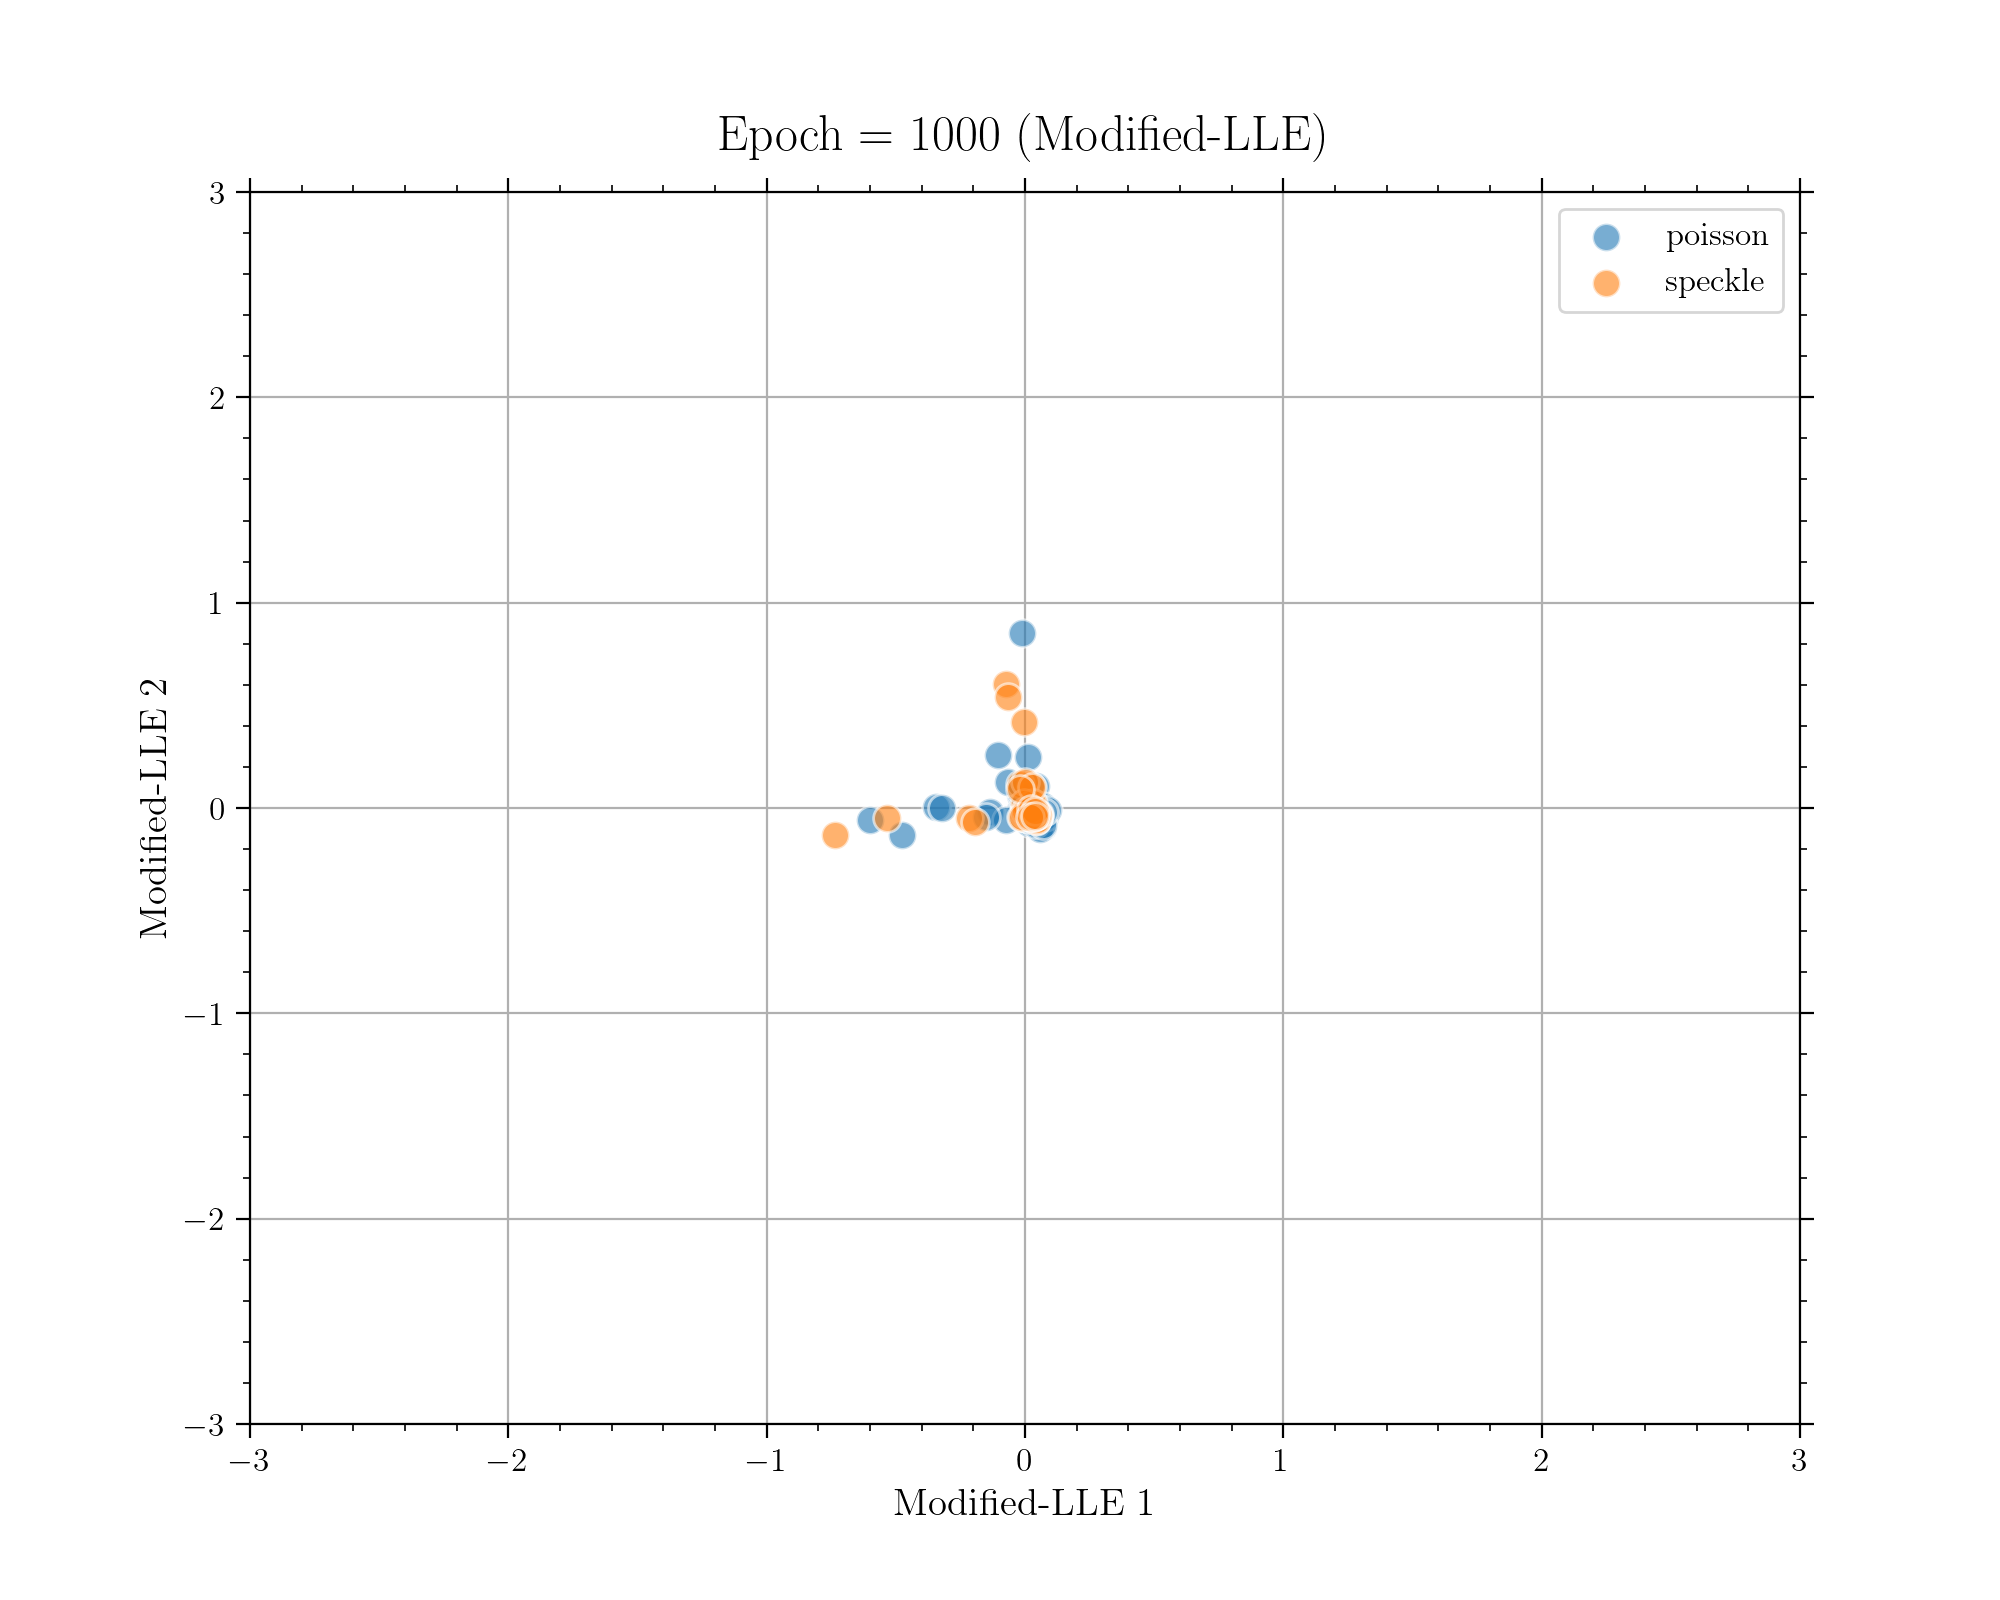 Epoch = 1000 (Modified-LLE)
poisson
speckle
3
2
1
0
−1
−2
−3
Modified-LLE 2
−3
−2
−1
0
1
2
3
Modified-LLE 1